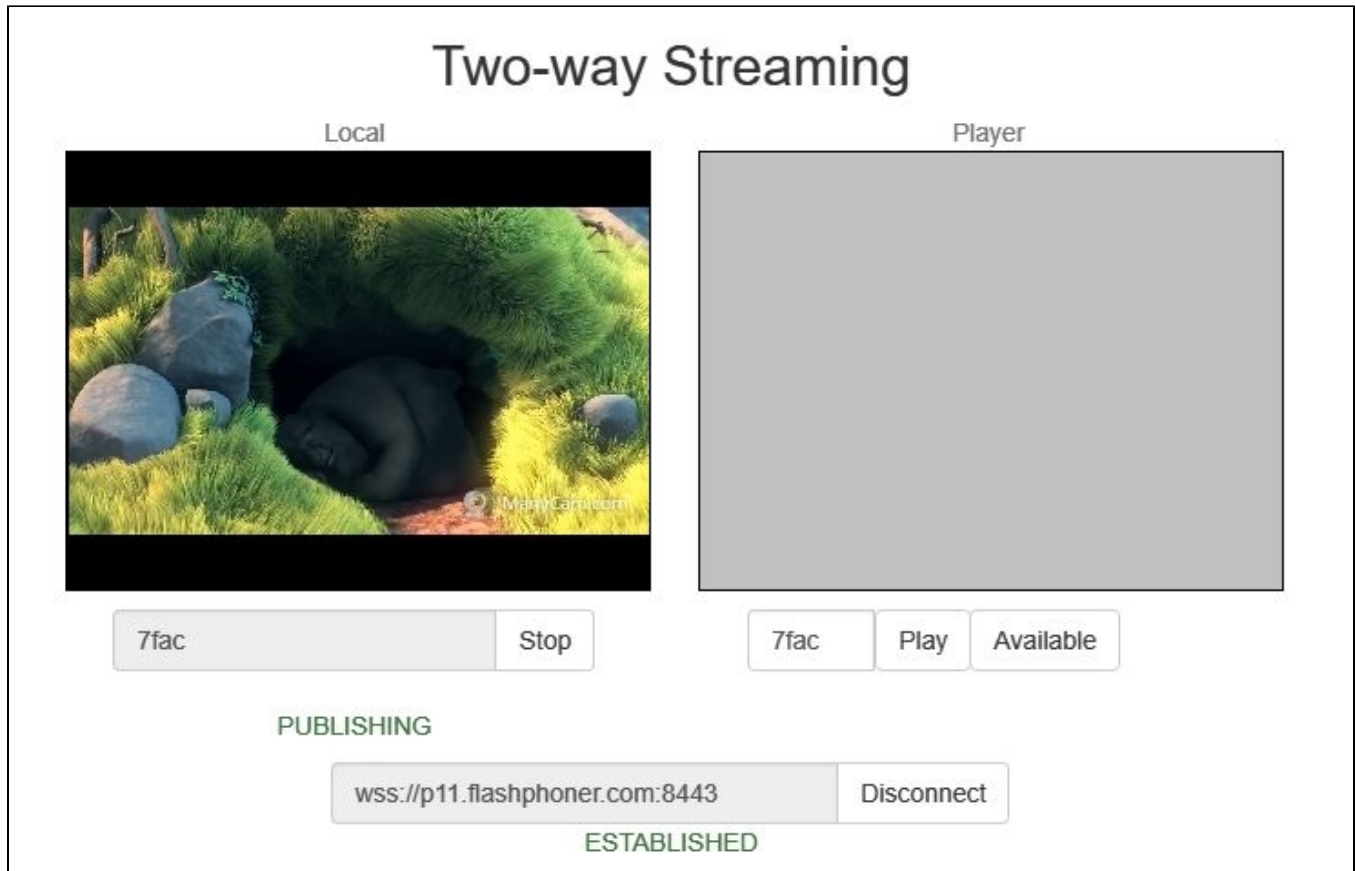 Two-way Streaming
Local
Player
ManyCam.com
7fac
Stop
7fac
Play
Available
PUBLISHING
wss://p11.flashphoner.com:8443
Disconnect
ESTABLISHED